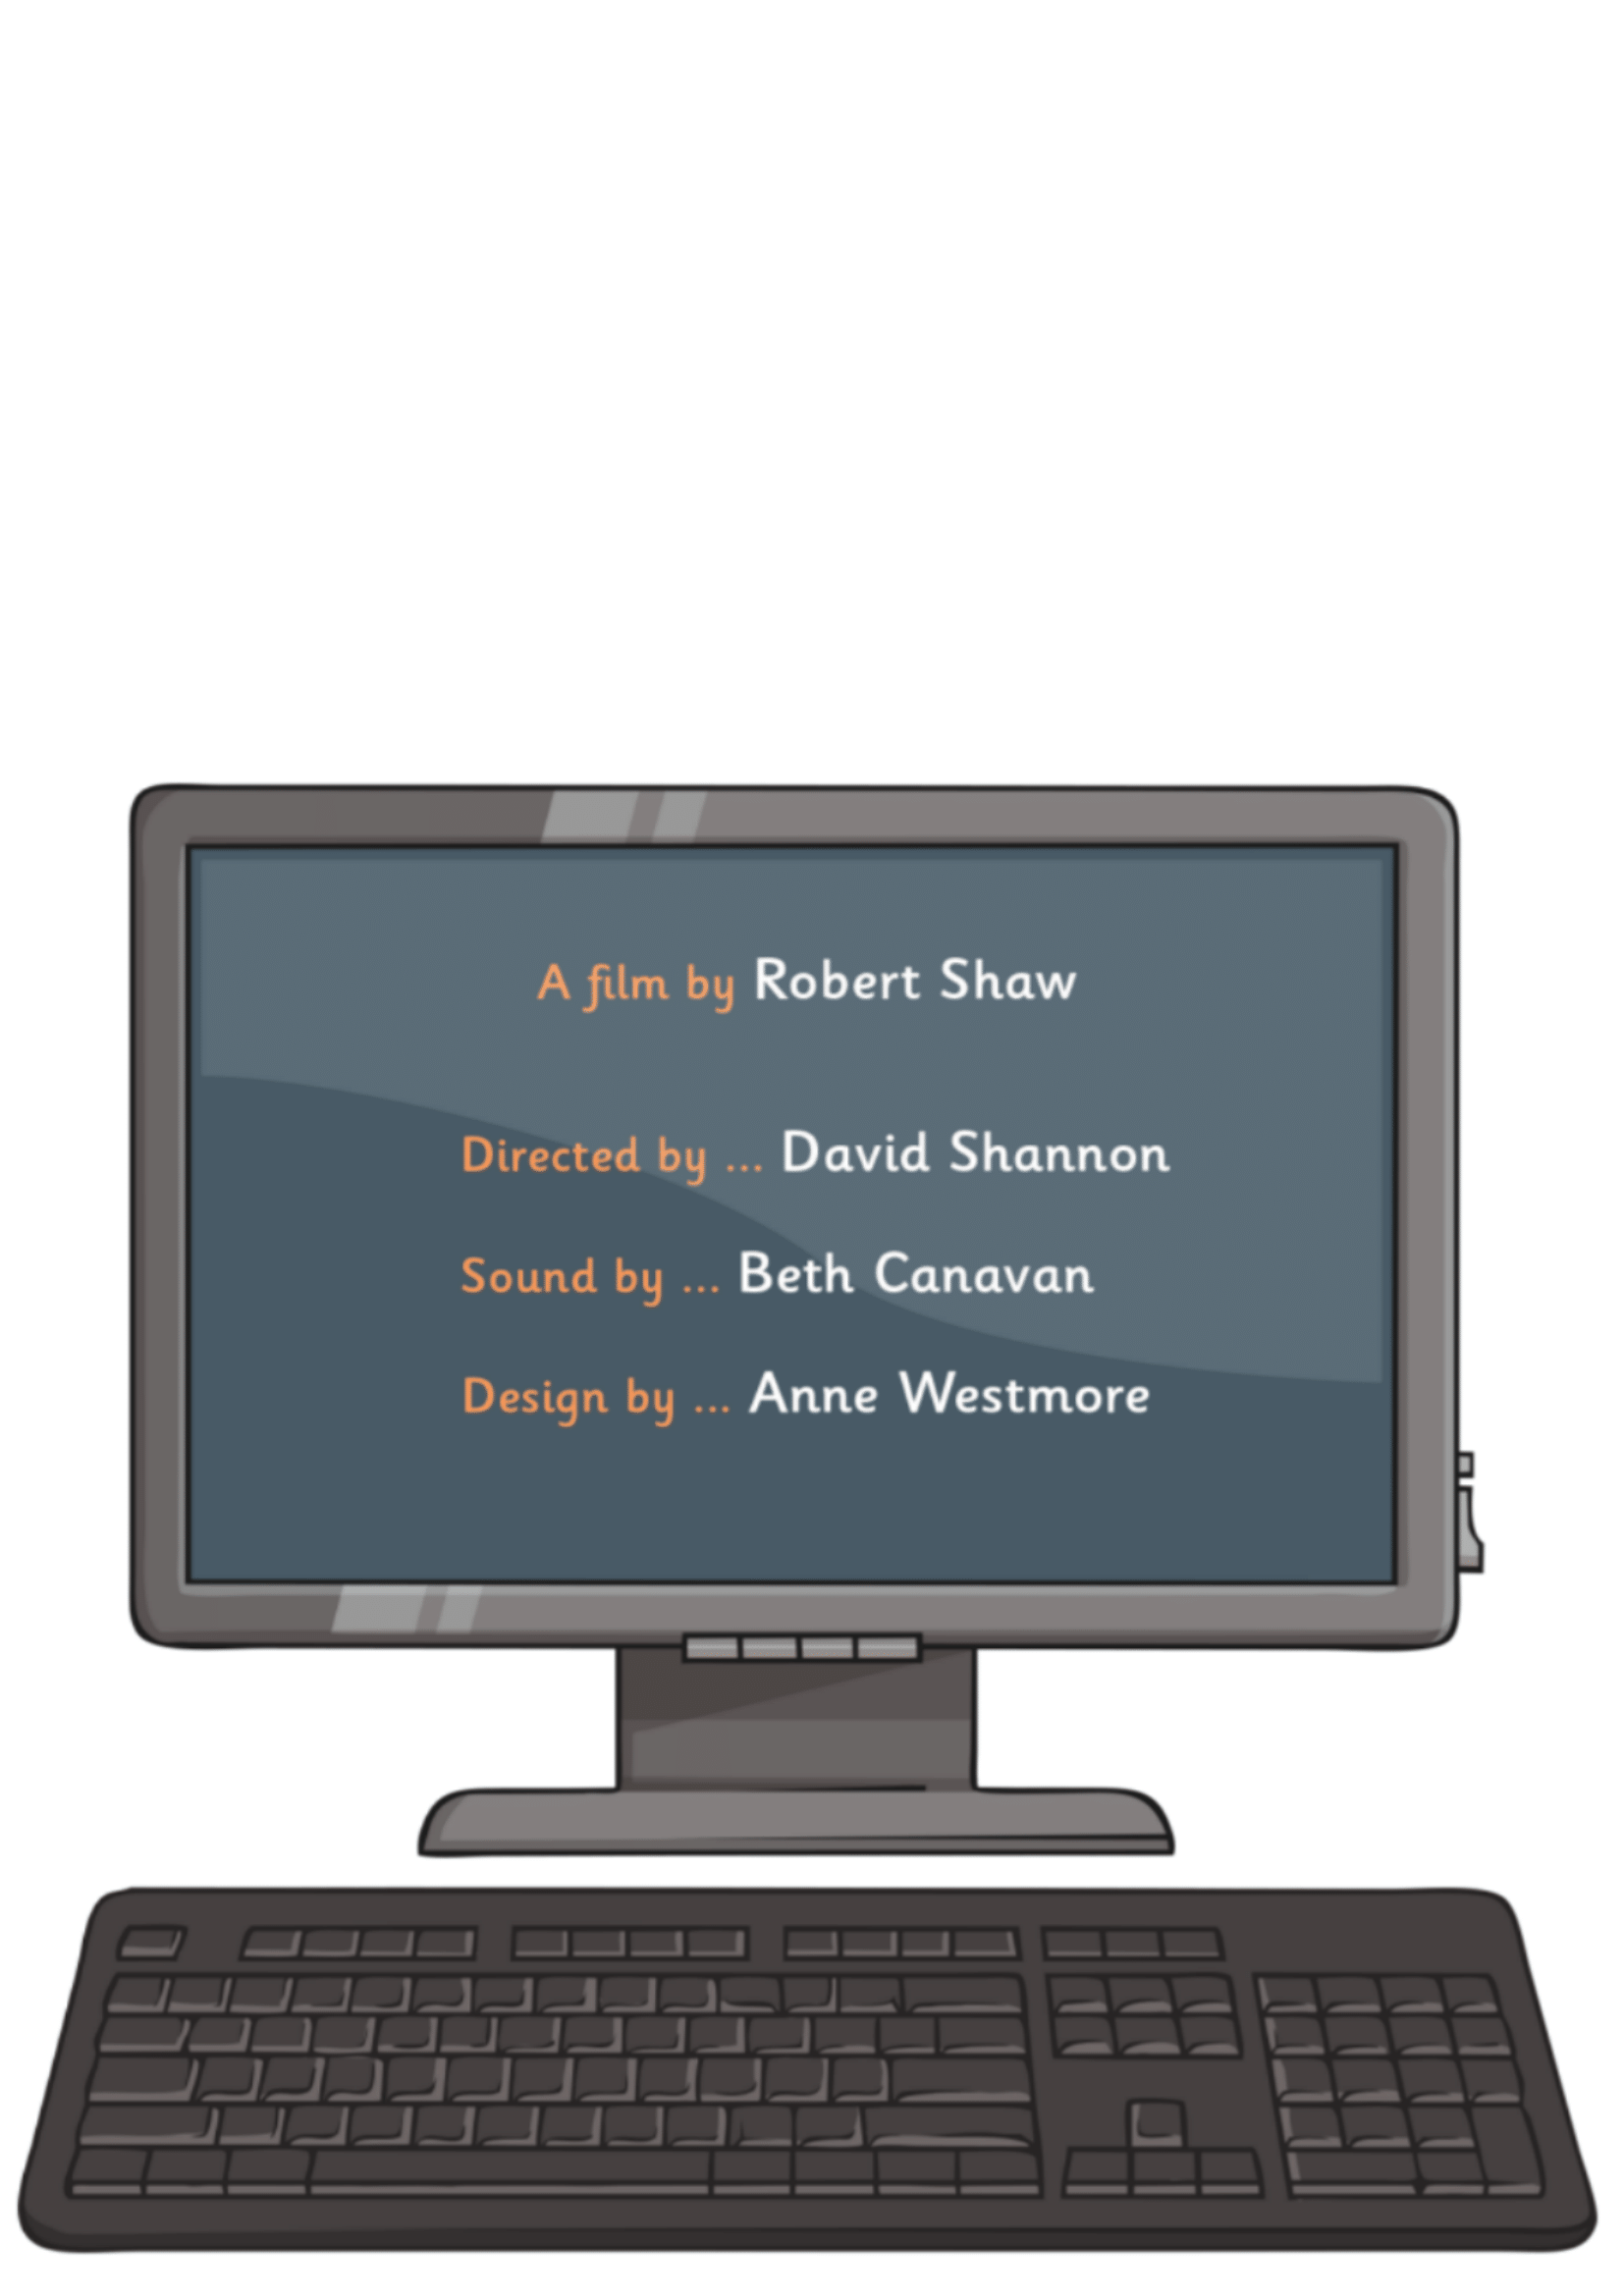 A film by Robert Shaw
Directed by ... David Shannon
Sound by ... Beth Canavan
Design by ... Anne Westmore